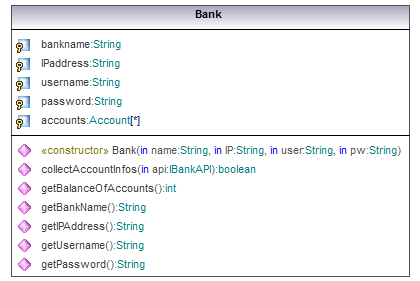 Bank
bankname:String
IPaddress:String
username:String
password:String
accounts:Account[*]
«constructor» Bank(in name:String, in IP:String, in user:String, in pw:String)
collectAccountInfos(in api:IBankAPI):boolean
getBalanceOfAccounts():int
getBankName():String
getIPAddress():String
getUsername():String
getPassword():String